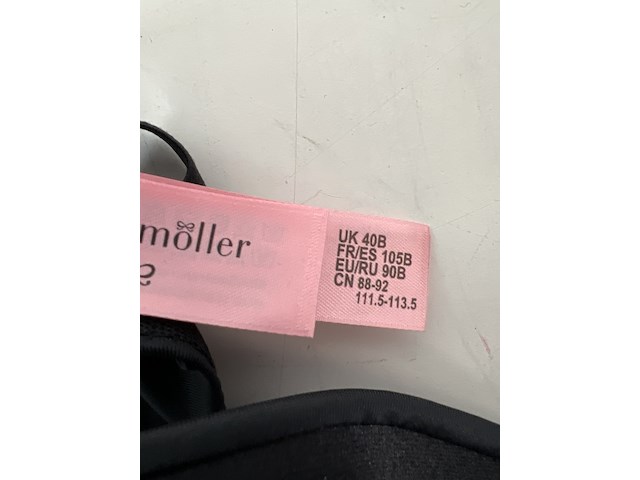 möller
UK 40B
FR/ES 105B
EU/RU 90B
CN 88-92
111.5-113.5